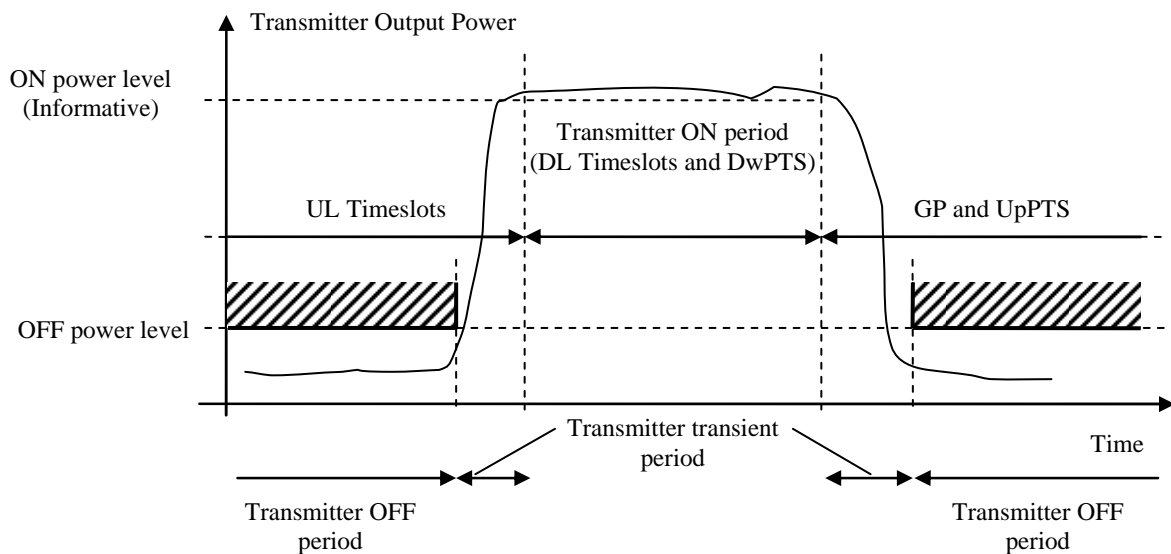 Transmitter Output Power
ON power level
(Informative)
Transmitter ON period
(DL Timeslots and DwPTS)
UL Timeslots
GP and UpPTS
OFF power level
Transmitter transient
period
Time
Transmitter OFF
period
Transmitter OFF
period